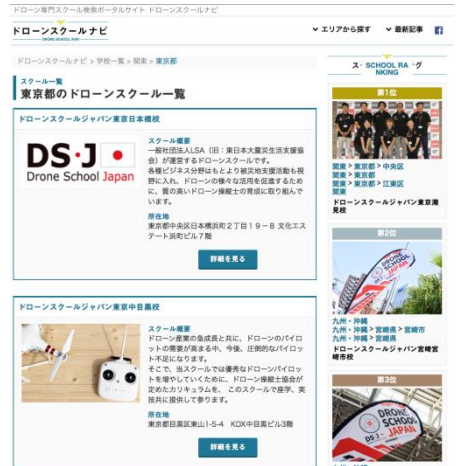 ドローン専門スクール検索ポータルサイト ドローンスクールナビ
ドローンスクールナビ
DRONE SCHOOL NAVI
エリアから探す
最新記事
ドローンスクールナビ > 学校一覧 > 関東 > 東京都
スクール一覧
東京都のドローンスクール一覧
ドローンスクールジャパン東京日本橋校
DS・J
Drone School Japan
スクール概要
一般社団法人LSA（旧：東日本大震災生活支援協
会）が運営するドローンスクールです。
各種ビジネス分野はもとより被災地支援活動も視
野に入れ、ドローンの様々な活用を促進するため
に、質の高いドローン操縦士の育成に取り組んで
います。
所在地
東京都中央区日本橋浜町２丁目１９－８ 文化エス
テート浜町ビル７階
詳細を見る
ドローンスクールジャパン東京中目黒校
スクール概要
ドローン産業の急成長と共に、ドローンのパイロ
ットの需要が高まる中、今後、圧倒的なパイロッ
ト不足になります。
そこで、当スクールでは優秀なドローンパイロッ
トを増やしていくために、ドローン操縦士協会が
定めたカリキュラムを、このスクールで座学、実
技共に提供して参ります。
所在地
東京都目黒区東山1-5-4 KDX中目黒ビル3階
詳細を見る
ス SCHOOL RA グ
NKING
第1位
関東 > 東京都 > 中央区
関東 > 東京都
関東 > 東京都 > 江東区
関東
ドローンスクールジャパン東京潮
見校
第2位
DRONE
SCHOOL
JAPAN
九州・沖縄
九州・沖縄 > 宮崎県 > 宮崎市
九州・沖縄 > 宮崎県
ドローンスクールジャパン宮崎宮
崎市校
第3位
DRONE
SCHOOL
JAPAN
DS・J